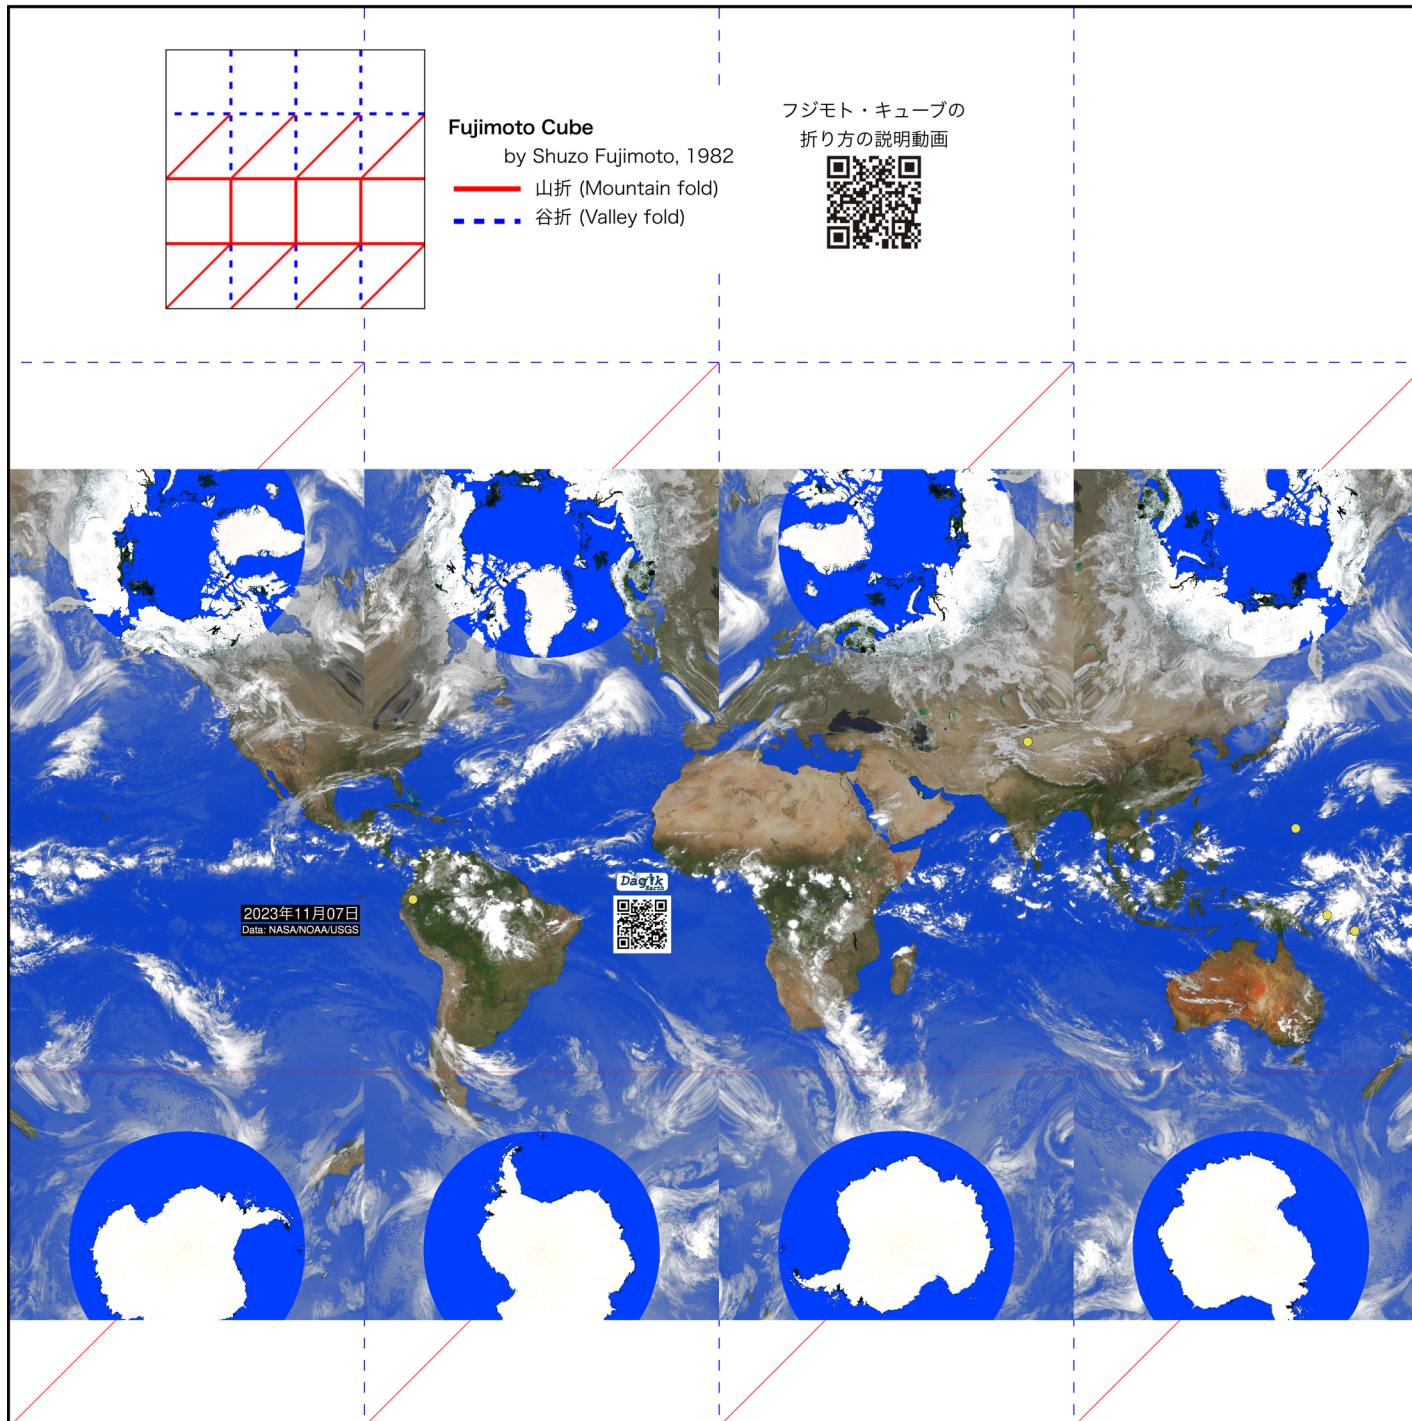 Fujimoto Cube
by Shuzo Fujimoto, 1982
山折 (Mountain fold)
谷折 (Valley fold)
フジモト・キューブの
折り方の説明動画
Dagik
Earth
2023年11月07日
Data: NASA/NOAA/USGS